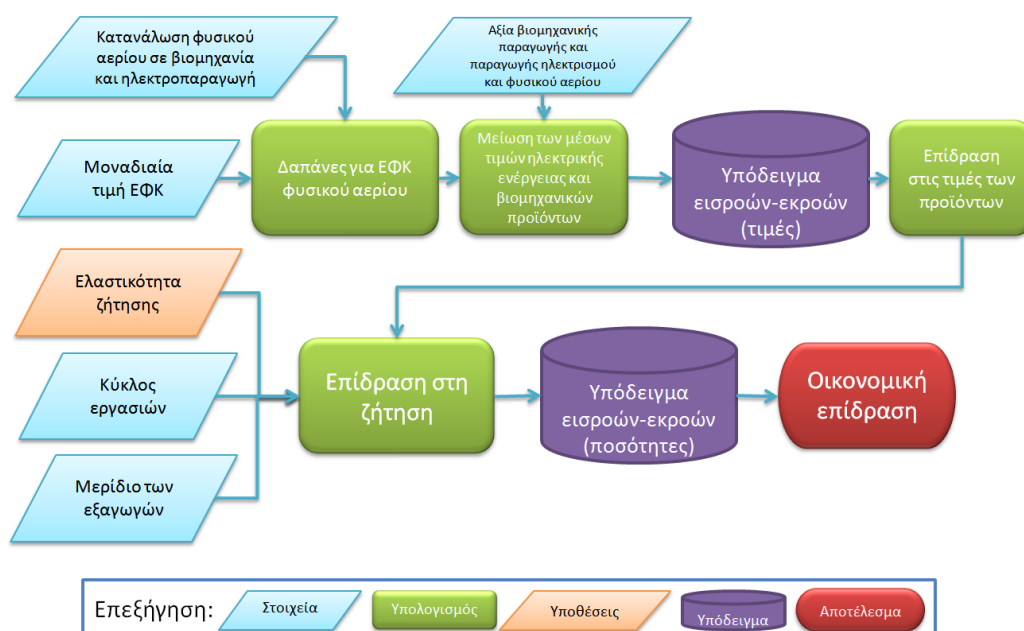 Κατανάλωση φυσικού
αερίου σε βιομηχανία
και ηλεκτροπαραγωγή
Αξία βιομηχανικής
παραγωγής και
παραγωγής ηλεκτρισμού
και φυσικού αερίου
Μοναδιαία
τιμή ΕΦΚ
Δαπάνες για ΕΦΚ
φυσικού αερίου
Μείωση των μέσων
τιμών ηλεκτρικής
ενέργειας και
βιομηχανικών
προϊόντων
Υπόδειγμα
εισροών-εκροών
(τιμές)
Επίδραση
στις τιμές των
προϊόντων
Ελαστικότητα
ζήτησης
Κύκλος
εργασιών
Μερίδιο των
εξαγωγών
Επίδραση στη
ζήτηση
Υπόδειγμα
εισροών-εκροών
(ποσότητες)
Οικονομική
επίδραση
Επεξήγηση:
Στοιχεία
Υπολογισμός
Υποθέσεις
Υπόδειγμα
Αποτέλεσμα